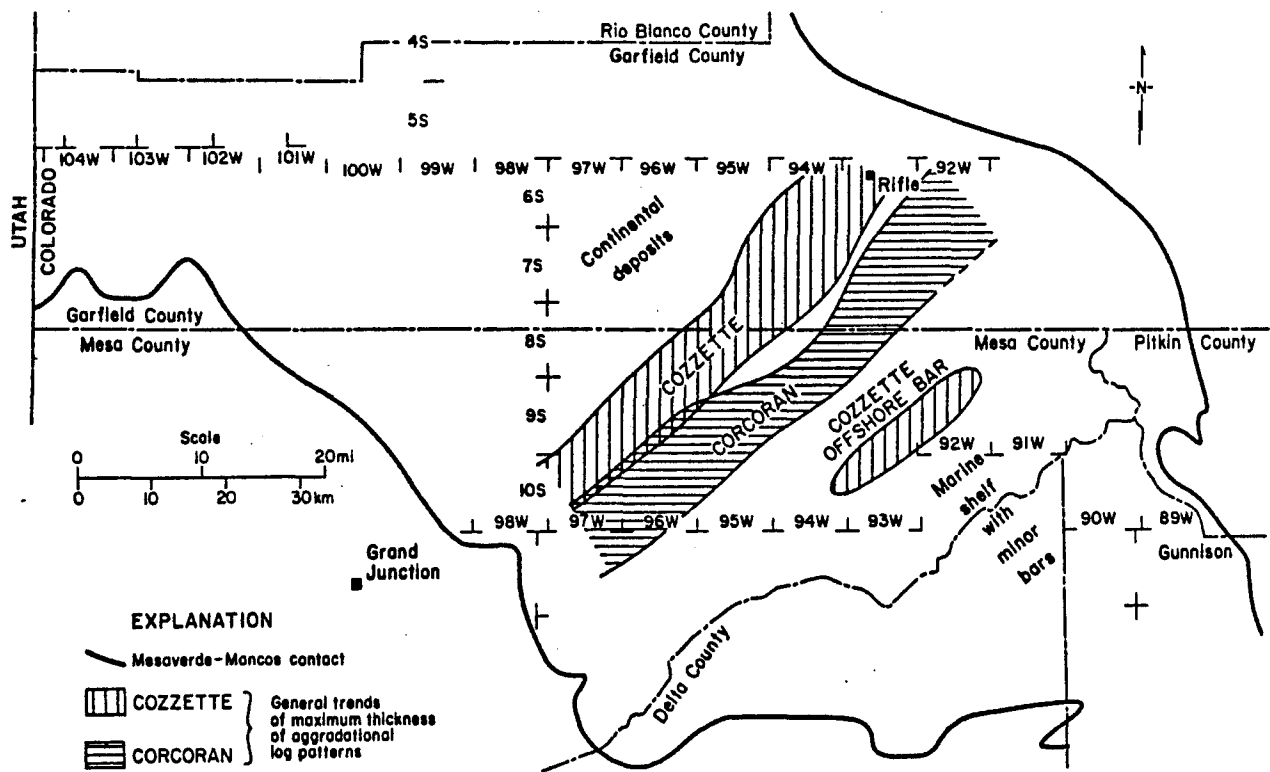 Rio Blanco County
Garfield County
4S
-N-
5S
104W 103W 102W 101W 100W 99W 98W 97W 96W 95W 94W 92W
Rifle
UTAH
COLORADO
6S
Continental
deposits
7S
Garfield County
Mesa County
8S
COZZETTE
Mesa County
Pitkin County
9S
CORCORAN
COZZETTE
OFFSHORE BAR
Scale
0 10 20mi
0 10 20 30km
92W 91W
10S
Marine
shelf
with
minor
bars
98W 97W 96W 95W 94W 93W
90W 89W
Gunnison
Grand
Junction
Delta County
EXPLANATION
Mesaverde-Mancos contact
COZZETTE
CORCORAN
General trends
of maximum thickness
of aggradational
log patterns